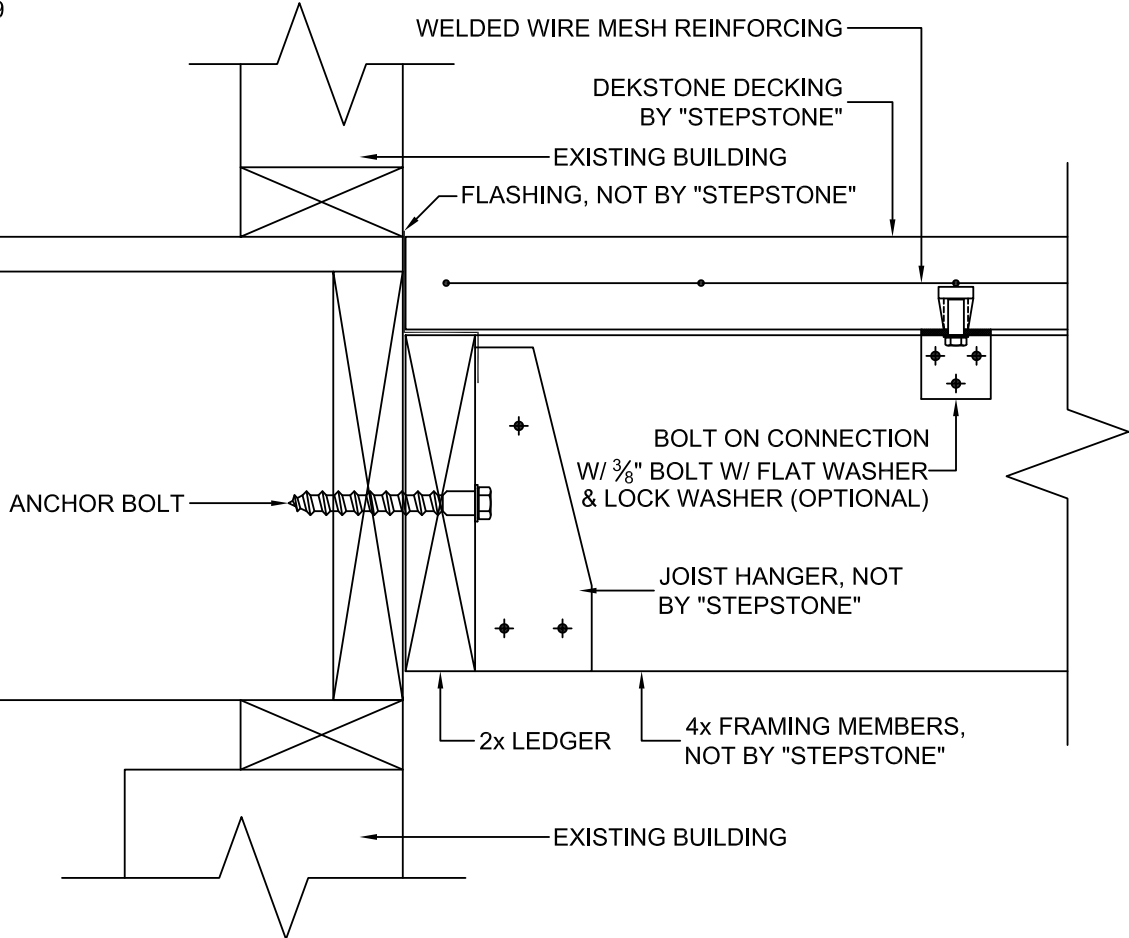 9
WELDED WIRE MESH REINFORCING
DEKSTONE DECKING
BY "STEPSTONE"
EXISTING BUILDING
FLASHING, NOT BY "STEPSTONE"
BOLT ON CONNECTION
W/ ⅜" BOLT W/ FLAT WASHER
& LOCK WASHER (OPTIONAL)
ANCHOR BOLT
JOIST HANGER, NOT
BY "STEPSTONE"
2x LEDGER
4x FRAMING MEMBERS,
NOT BY "STEPSTONE"
EXISTING BUILDING